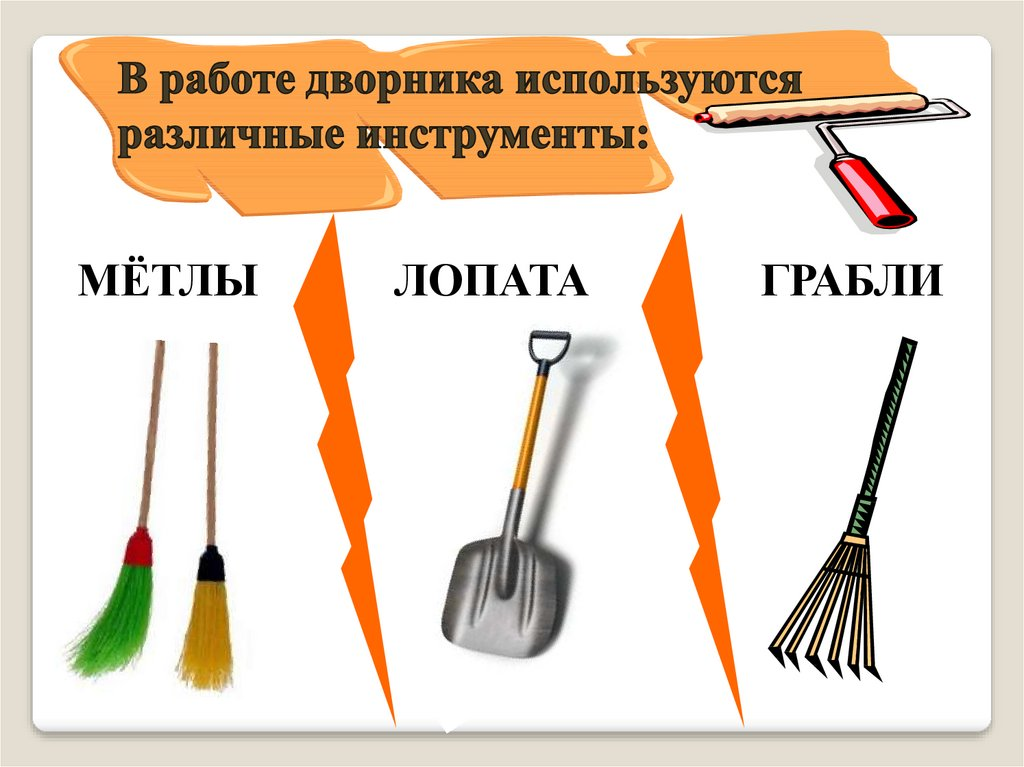 В работе дворника используются
различные инструменты:
МЁТЛЫ
ЛОПАТА
ГРАБЛИ